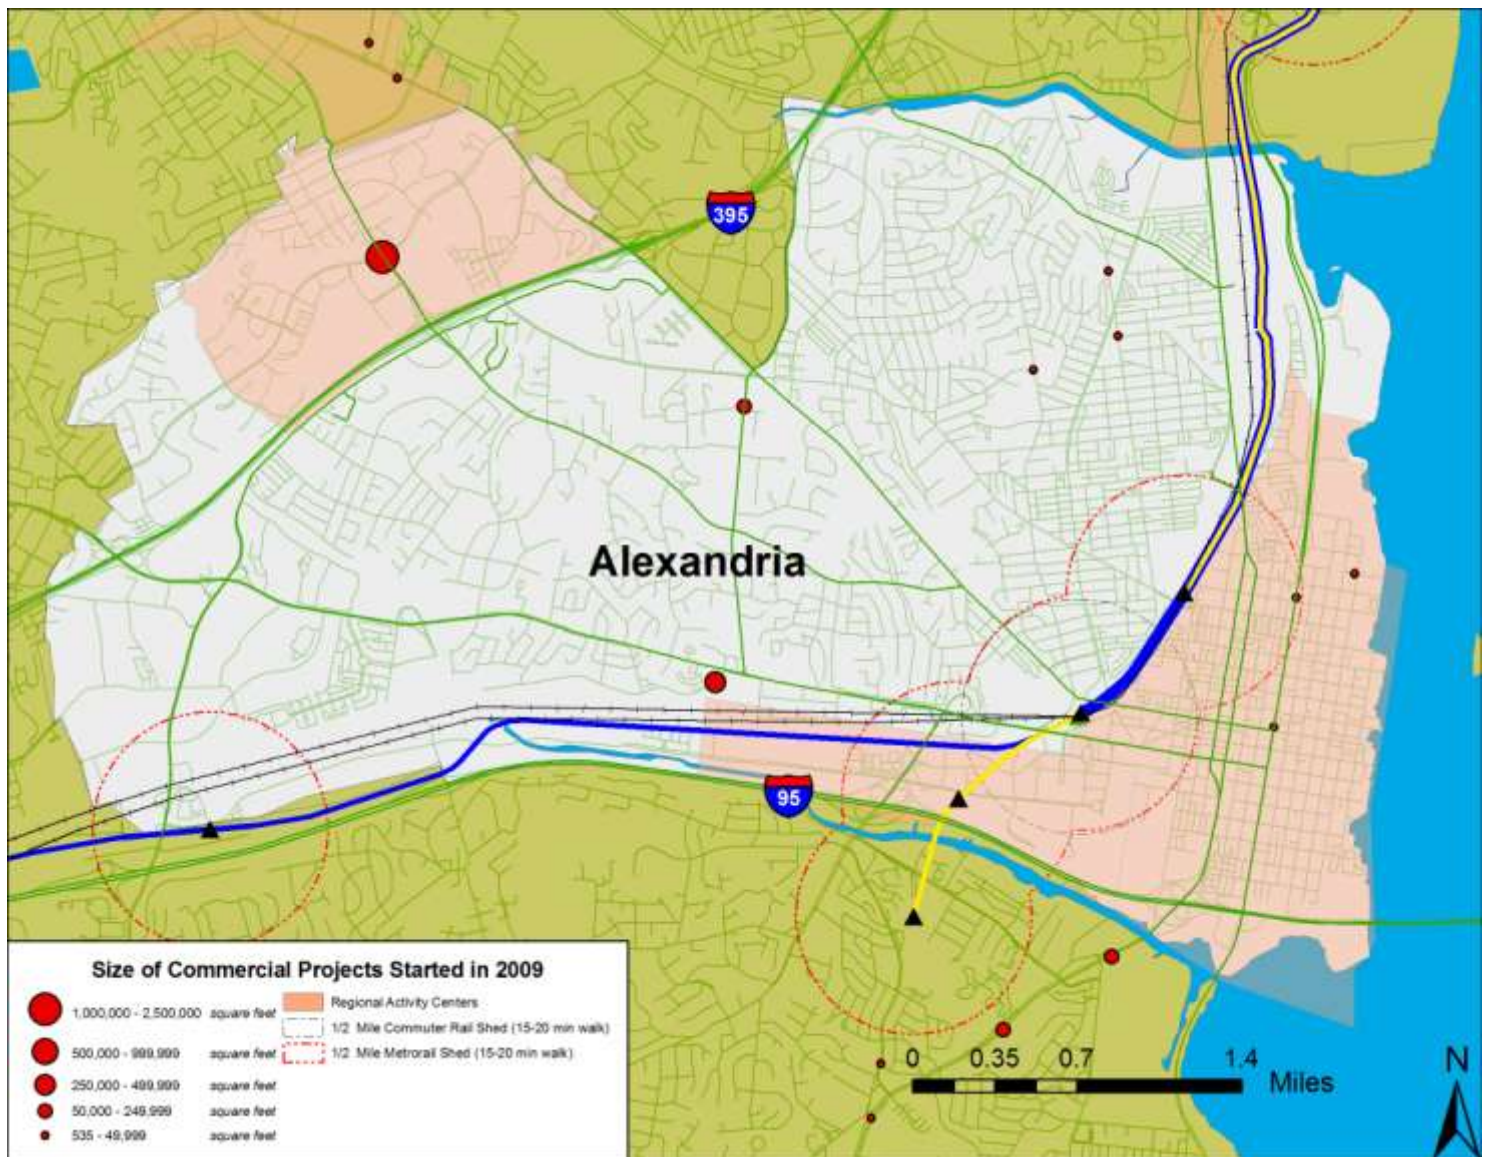 395
Alexandria
95
Size of Commercial Projects Started in 2009
1,000,000 - 2,500,000 square feet
500,000 - 999,999 square feet
250,000 - 499,999 square feet
50,000 - 249,999 square feet
535 - 49,999 square feet
Regional Activity Centers
1/2 Mile Commuter Rail Shed (15-20 min walk)
1/2 Mile Metrorail Shed (15-20 min walk)
0 0.35 0.7 1.4
Miles
N